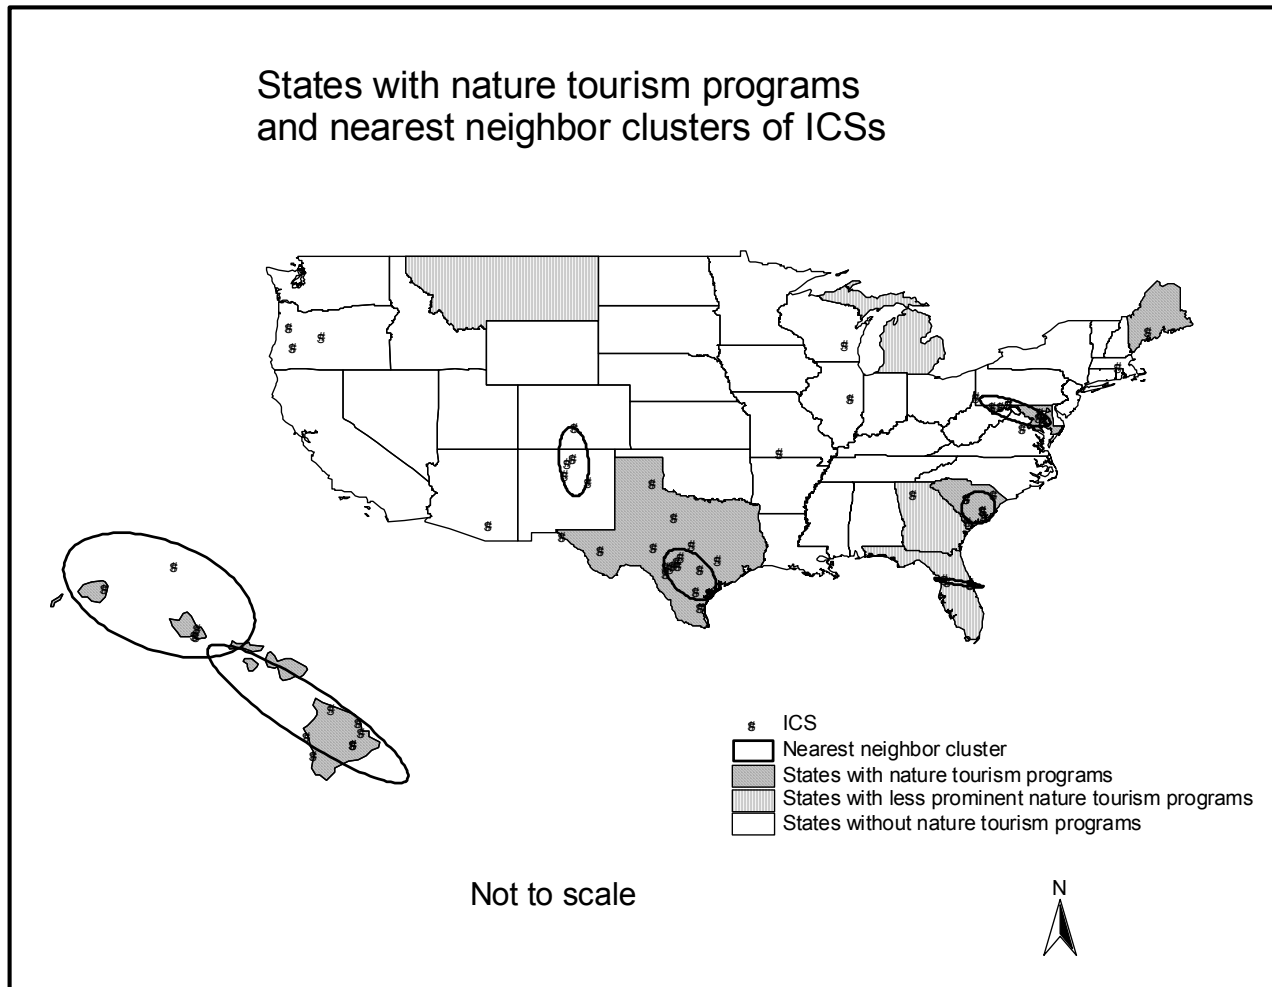 States with nature tourism programs
and nearest neighbor clusters of ICSs
ICS
Nearest neighbor cluster
States with nature tourism programs
States with less prominent nature tourism programs
States without nature tourism programs
Not to scale
N